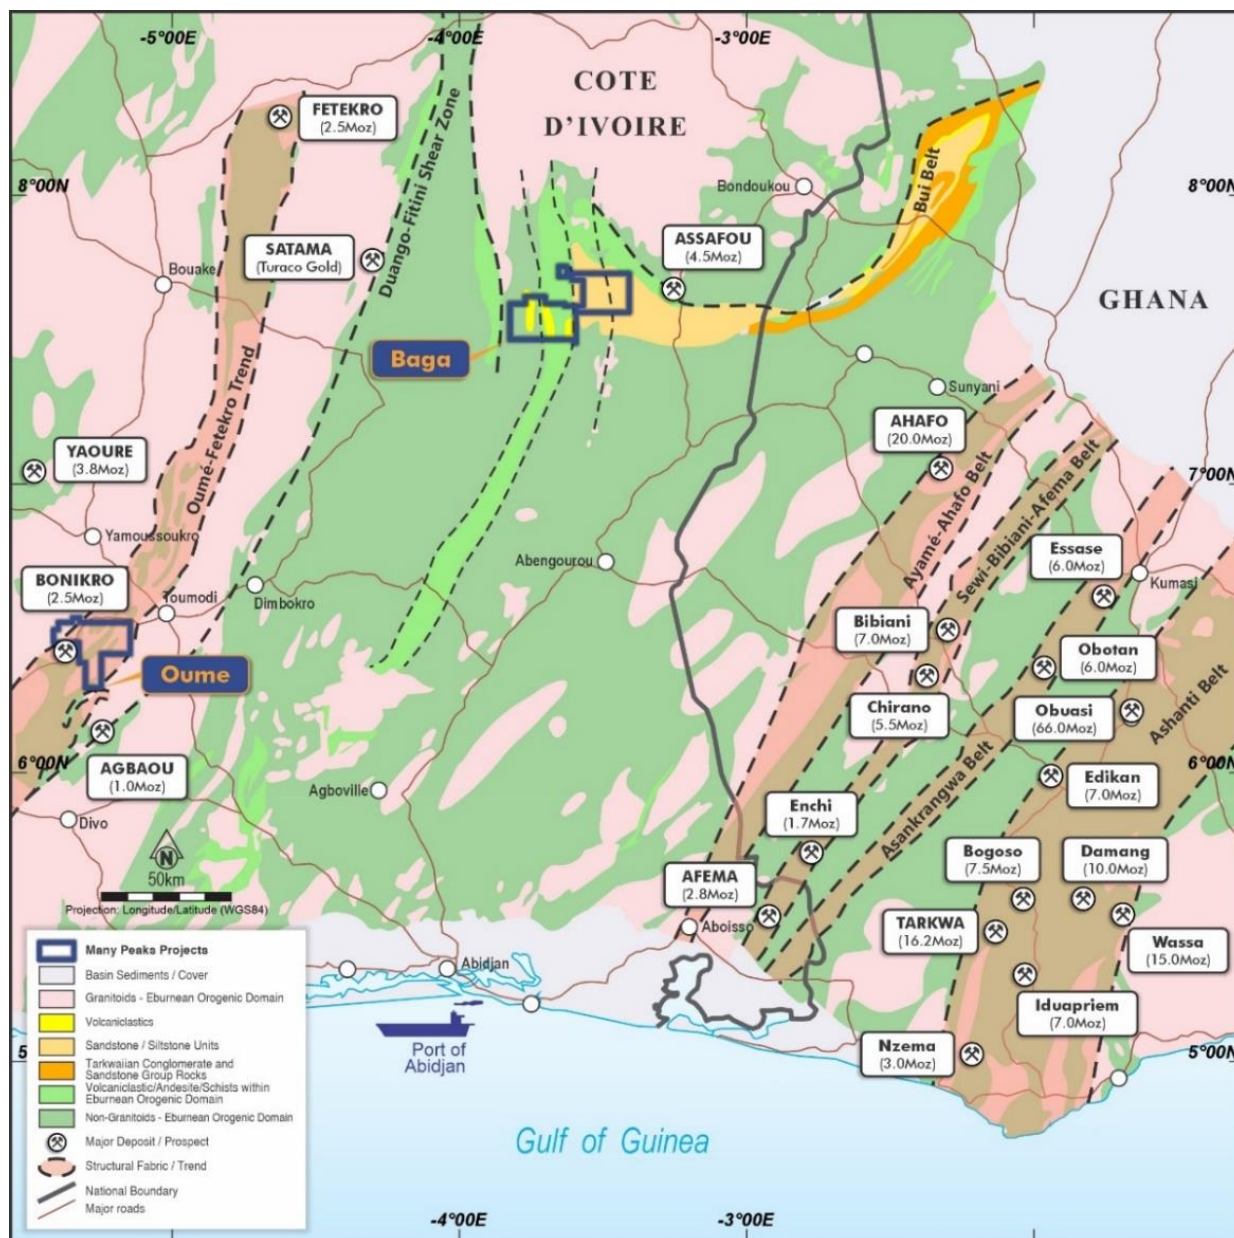 -5°00E
-4°00E
-3°00E
COTE
D'IVOIRE
FETEKRO
(2.5Moz)
8°00N
8°00N
Bondoukou
Bui Belt
Duango-Fitini Shear Zone
SATAMA
(Turaco Gold)
ASSAFOU
(4.5Moz)
Bouake
GHANA
Baga
Sunyani
Oumé-Fetekro Trend
AHAFO
(20.0Moz)
YAOURE
(3.8Moz)
7°00N
Ayamé-Ahafo Belt
Sewi-Bibiani-Afema Belt
Yamoussoukro
Essase
(6.0Moz)
Abengourou
Kumasi
BONIKRO
(2.5Moz)
Toumodi
Dimbokro
Bibiani
(7.0Moz)
Obotan
(6.0Moz)
Oume
Chirano
(5.5Moz)
Obuasi
(66.0Moz)
Ashanti Belt
6°00N
6°00N
AGBAOU
(1.0Moz)
Edikan
(7.0Moz)
Agboville
Asankrangwa Belt
Divo
Enchi
(1.7Moz)
N
50km
Projection: Longitude/Latitude (WGS84)
Bogoso
(7.5Moz)
Damang
(10.0Moz)
AFEMA
(2.8Moz)
Aboisso
TARKWA
(16.2Moz)
Wassa
(15.0Moz)
Abidjan
Iduapriem
(7.0Moz)
Port of
Abidjan
Nzema
(3.0Moz)
5°00N
Gulf of Guinea
Many Peaks Projects
Basin Sediments / Cover
Granitoids - Eburnean Orogenic Domain
Volcaniclastics
Sandstone / Siltstone Units
Tarkwaiian Conglomerate and
Sandstone Group Rocks
Volcaniclastic/Andesite/Schists within
Eburnean Orogenic Domain
Non-Granitoids - Eburnean Orogenic Domain
Major Deposit / Prospect
Structural Fabric / Trend
National Boundary
Major roads
-4°00E
-3°00E